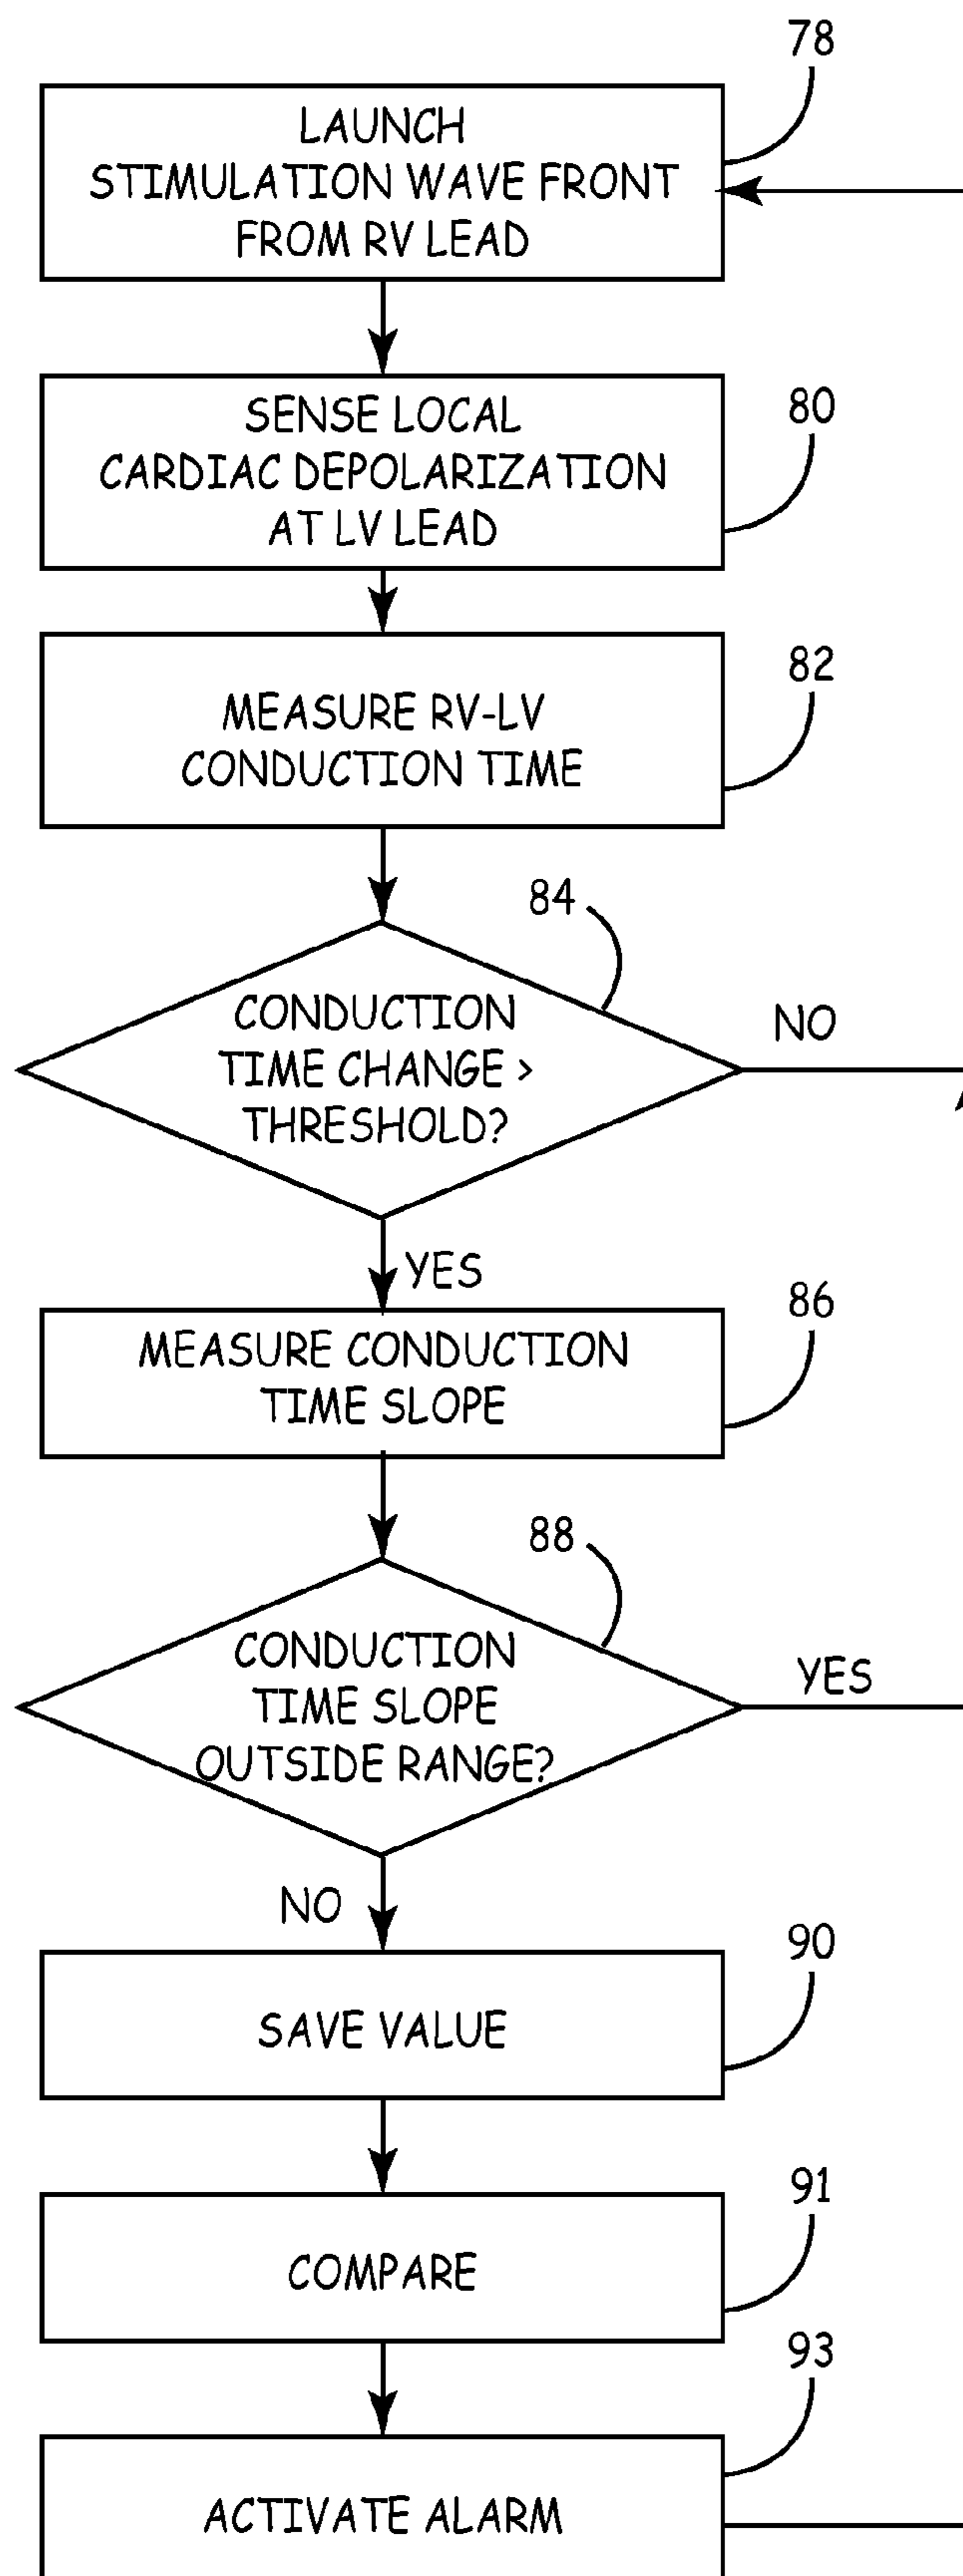 78
LAUNCH
STIMULATION WAVE FRONT
FROM RV LEAD
80
SENSE LOCAL
CARDIAC DEPOLARIZATION
AT LV LEAD
82
MEASURE RV-LV
CONDUCTION TIME
84
CONDUCTION
TIME CHANGE >
THRESHOLD?
NO
YES
86
MEASURE CONDUCTION
TIME SLOPE
88
CONDUCTION
TIME SLOPE
OUTSIDE RANGE?
YES
NO
90
SAVE VALUE
91
COMPARE
93
ACTIVATE ALARM